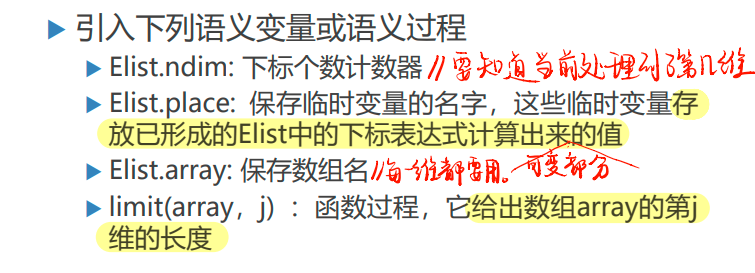 引入下列语义变量或语义过程
Elist.ndim: 下标个数计数器 //要知道当前处理到第几维
Elist.place: 保存临时变量的名字，这些临时变量存
放已形成的Elist中的下标表达式计算出来的值
Elist.array: 保存数组名 //每一维都要用。可变部分
limit(array，j) ：函数过程，它给出数组array的第j
维的长度